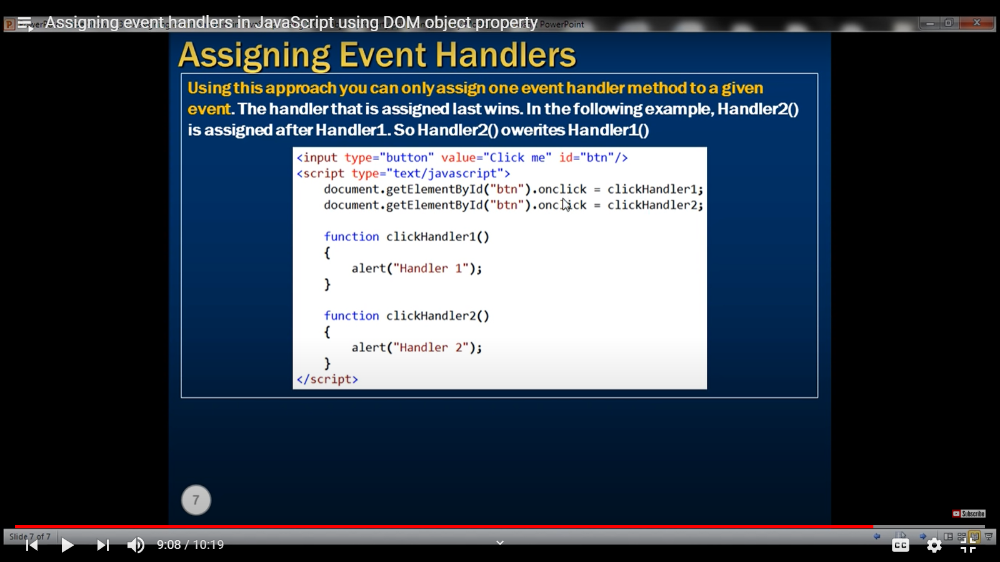 Assigning event handlers in JavaScript using DOM object property
PowerPoint
Assigning Event Handlers
Using this approach you can only assign one event handler method to a given
event. The handler that is assigned last wins. In the following example, Handler2()
is assigned after Handler1. So Handler2() owerites Handler1()
<input type="button" value="Click me" id="btn"/>
<script type="text/javascript">
document.getElementById("btn").onclick = clickHandler1;
document.getElementById("btn").onclick = clickHandler2;
function clickHandler1()
{
alert("Handler 1");
}
function clickHandler2()
{
alert("Handler 2");
}
</script>
7
Subscribe
Slide 7 of 7
9:08 / 10:19
CC